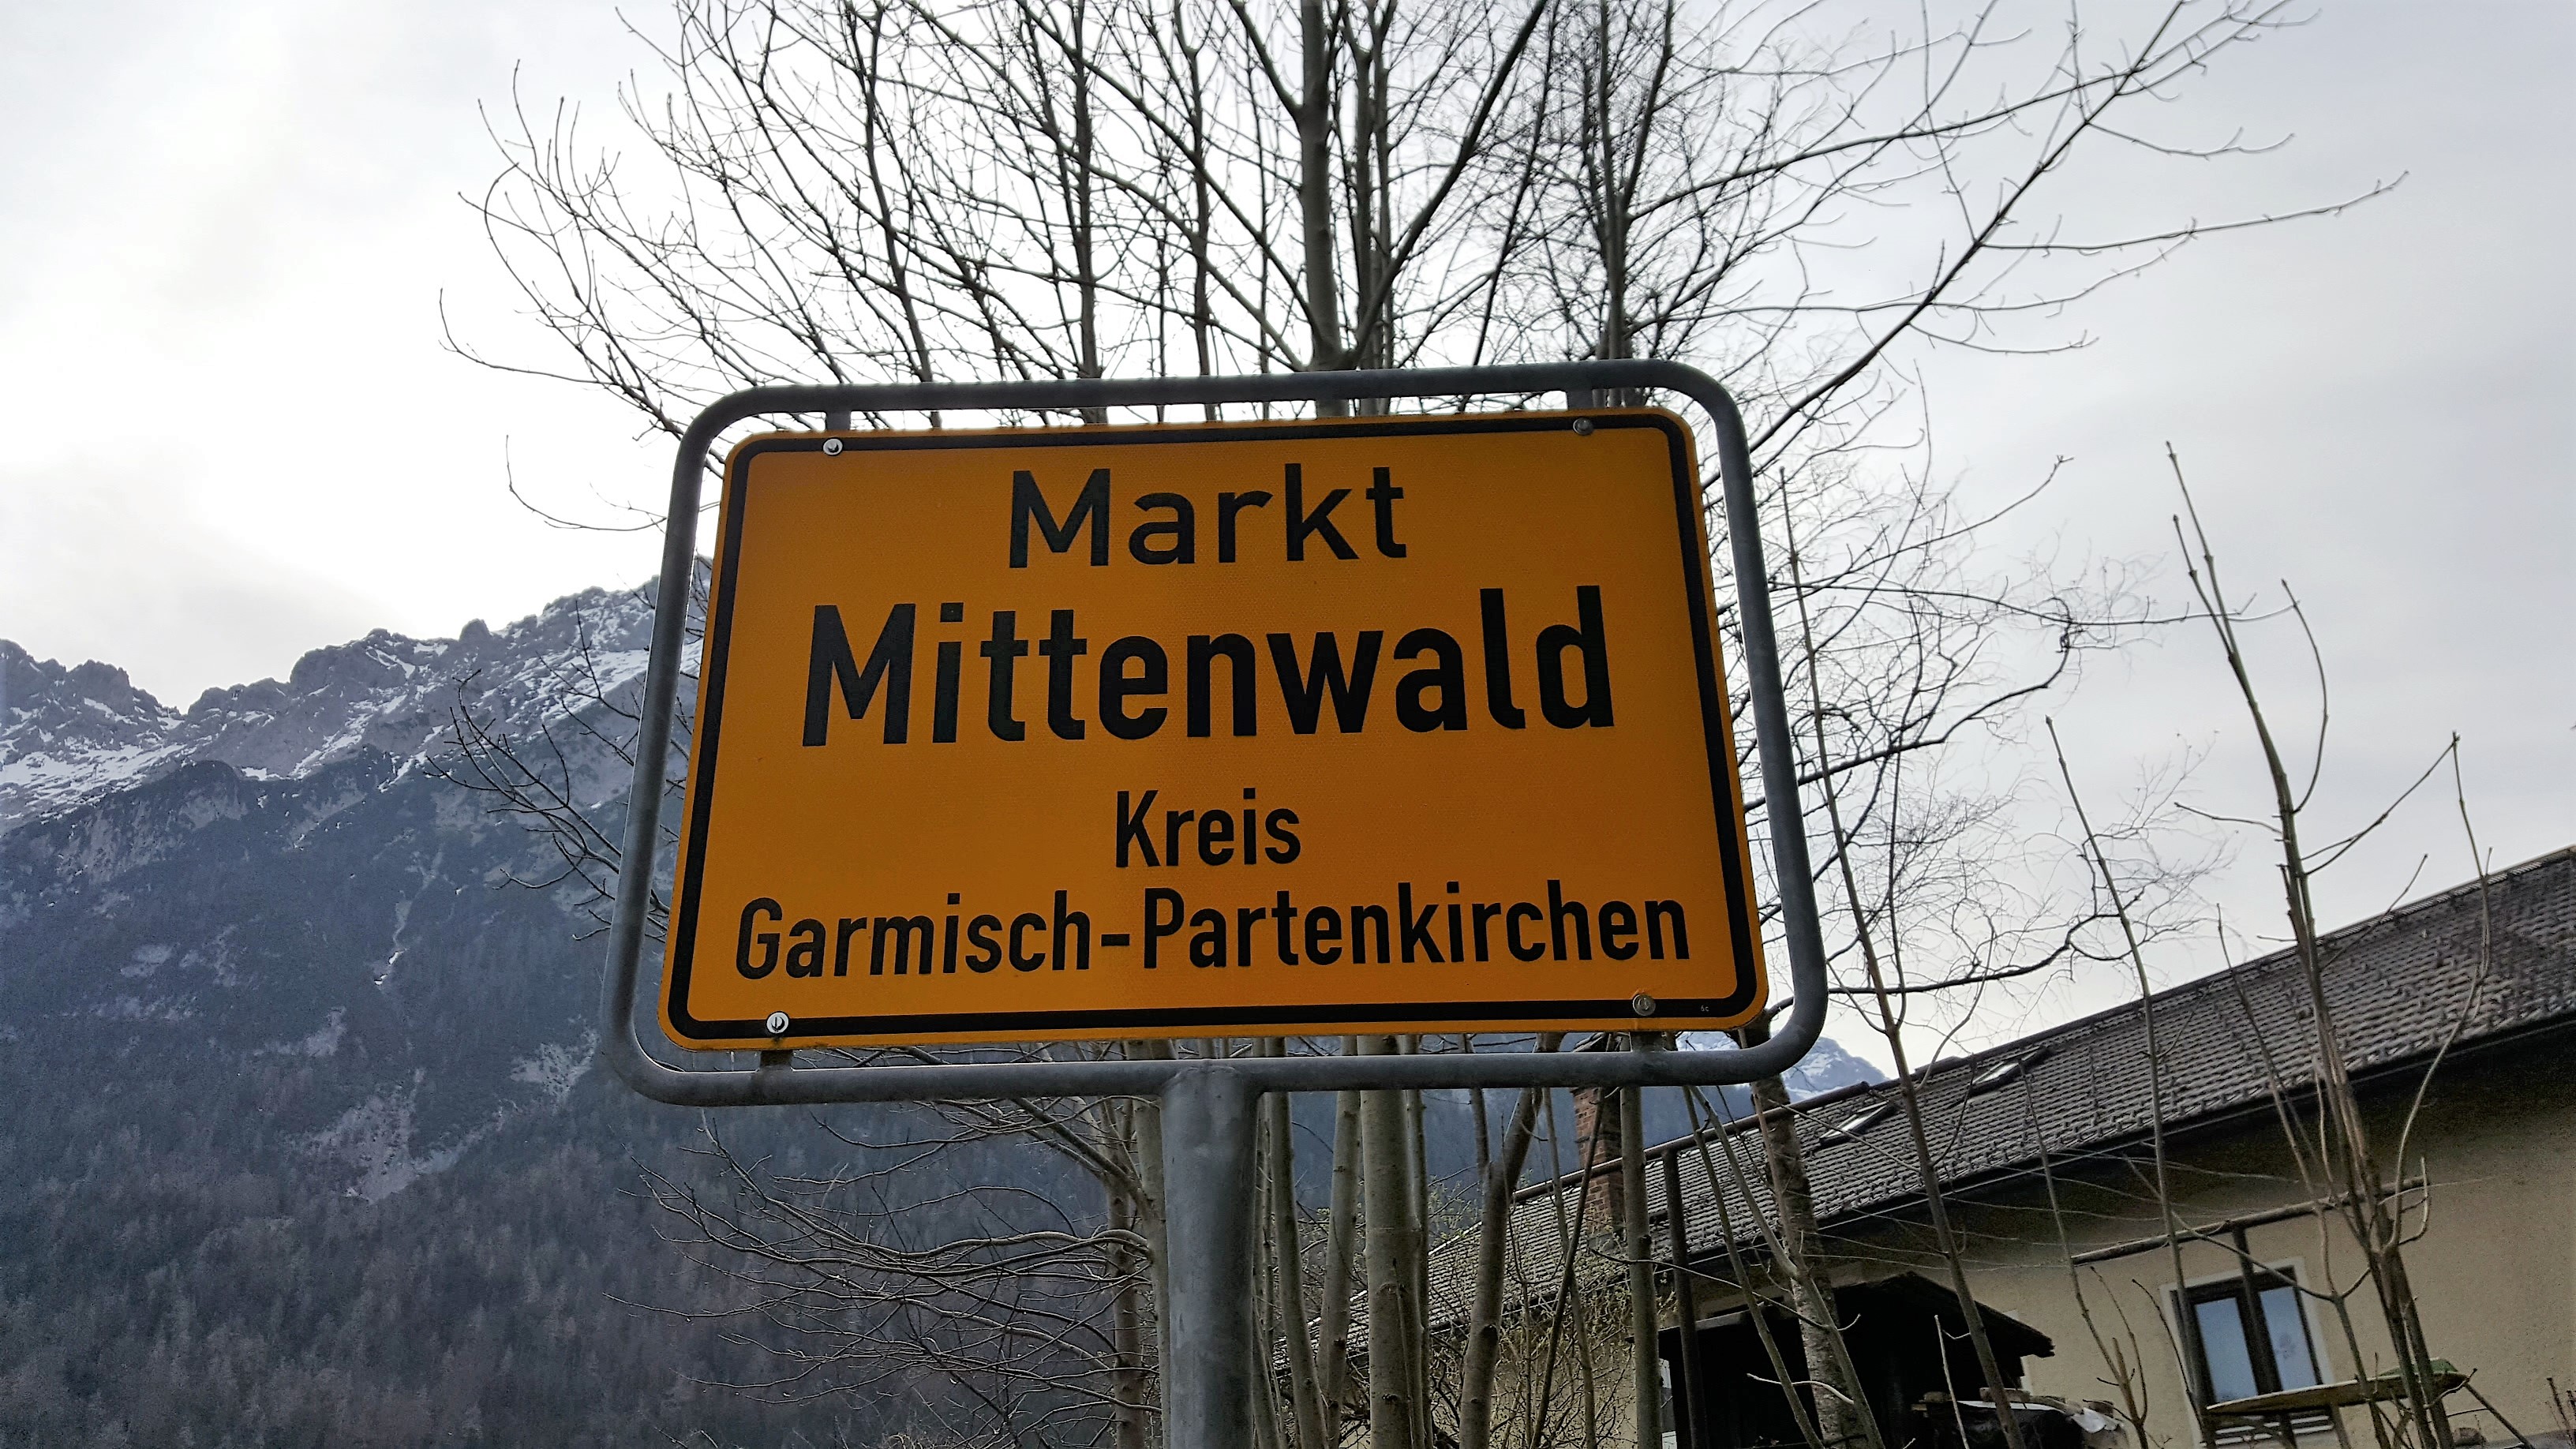 Markt
Mittenwald
Kreis
Garmisch-Partenkirchen